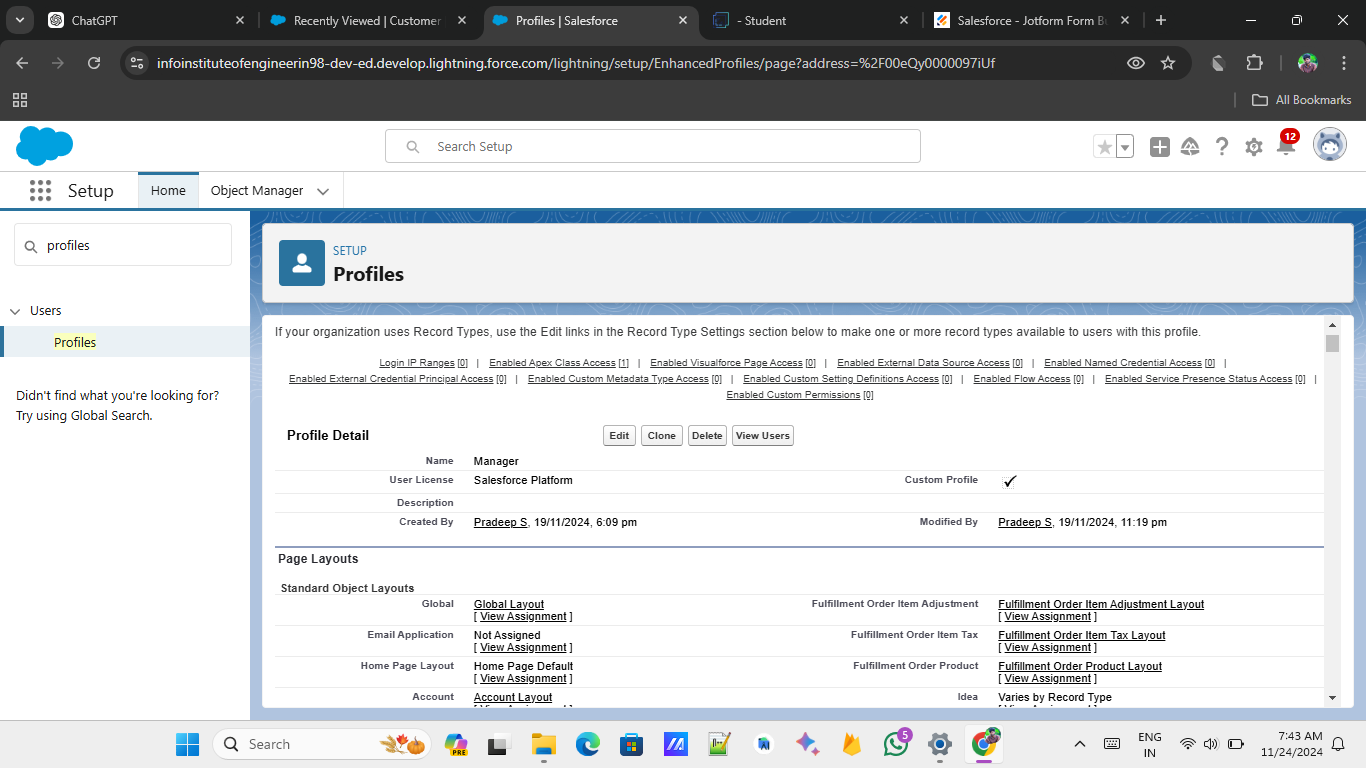 ChatGPT
Recently Viewed | Customer
Profiles | Salesforce
- Student
Salesforce - Jotform Form Bu
infoinstituteofengineerin98-dev-ed.develop.lightning.force.com/lightning/setup/EnhancedProfiles/page?address=%2F00eQy0000097iUf
All Bookmarks
Search Setup
12
Setup
Home
Object Manager
profiles
Users
Profiles
Didn't find what you're looking for?
Try using Global Search.
SETUP
Profiles
If your organization uses Record Types, use the Edit links in the Record Type Settings section below to make one or more record types available to users with this profile.
Login IP Ranges [0] | Enabled Apex Class Access [1] | Enabled Visualforce Page Access [0] | Enabled External Data Source Access [0] | Enabled Named Credential Access [0] |
Enabled External Credential Principal Access [0] | Enabled Custom Metadata Type Access [0] | Enabled Custom Setting Definitions Access [0] | Enabled Flow Access [0] | Enabled Service Presence Status Access [0] |
Enabled Custom Permissions [0]
Profile Detail
Edit
Clone
Delete
View Users
Name Manager
User License Salesforce Platform Custom Profile
Description
Created By Pradeep S, 19/11/2024, 6:09 pm Modified By Pradeep S, 19/11/2024, 11:19 pm
Page Layouts
Standard Object Layouts
Global Global Layout Fulfillment Order Item Adjustment Fulfillment Order Item Adjustment Layout
[ View Assignment ] [ View Assignment ]
Email Application Not Assigned Fulfillment Order Item Tax Fulfillment Order Item Tax Layout
[ View Assignment ] [ View Assignment ]
Home Page Layout Home Page Default Fulfillment Order Product Fulfillment Order Product Layout
[ View Assignment ] [ View Assignment ]
Account Account Layout Idea Varies by Record Type
Search
PRE
5
ENG
IN
7:43 AM
11/24/2024